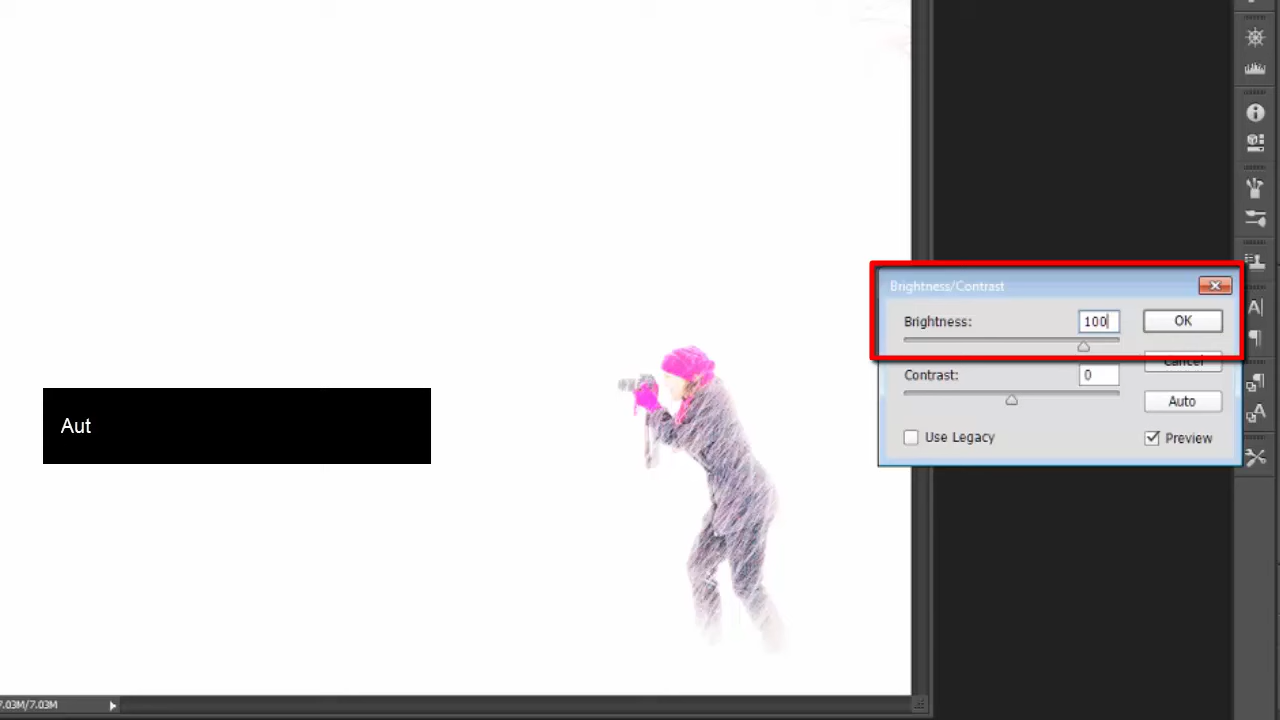 Brightness/Contrast
Brightness: 100 OK
Cancel
Contrast: 0
Aut
Auto
Use Legacy Preview
7.03M/7.03M